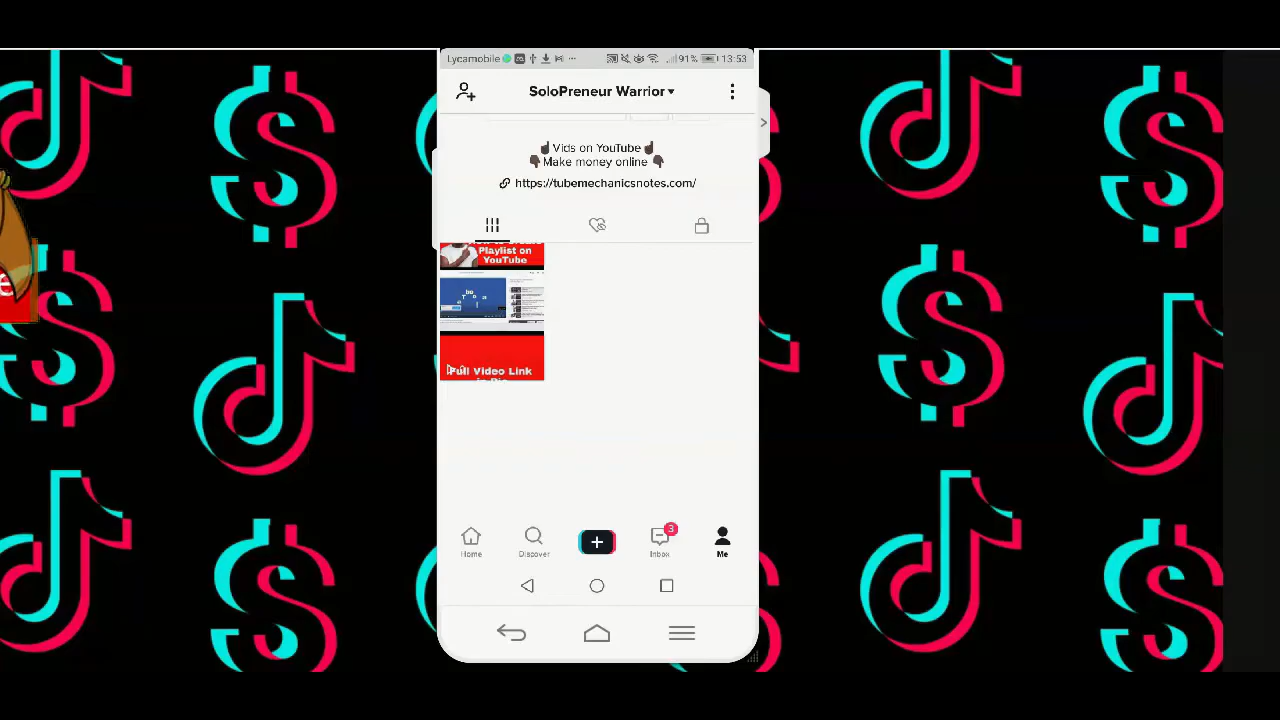 Lycamobile
91% 13:53
SoloPreneur Warrior
☝🏿Vids on YouTube☝🏿
👇🏿Make money online 👇🏿
https://tubemechanicsnotes.com/
Playlist on
YouTube
Full Video Link
Home
Discover
3
Inbox
Me